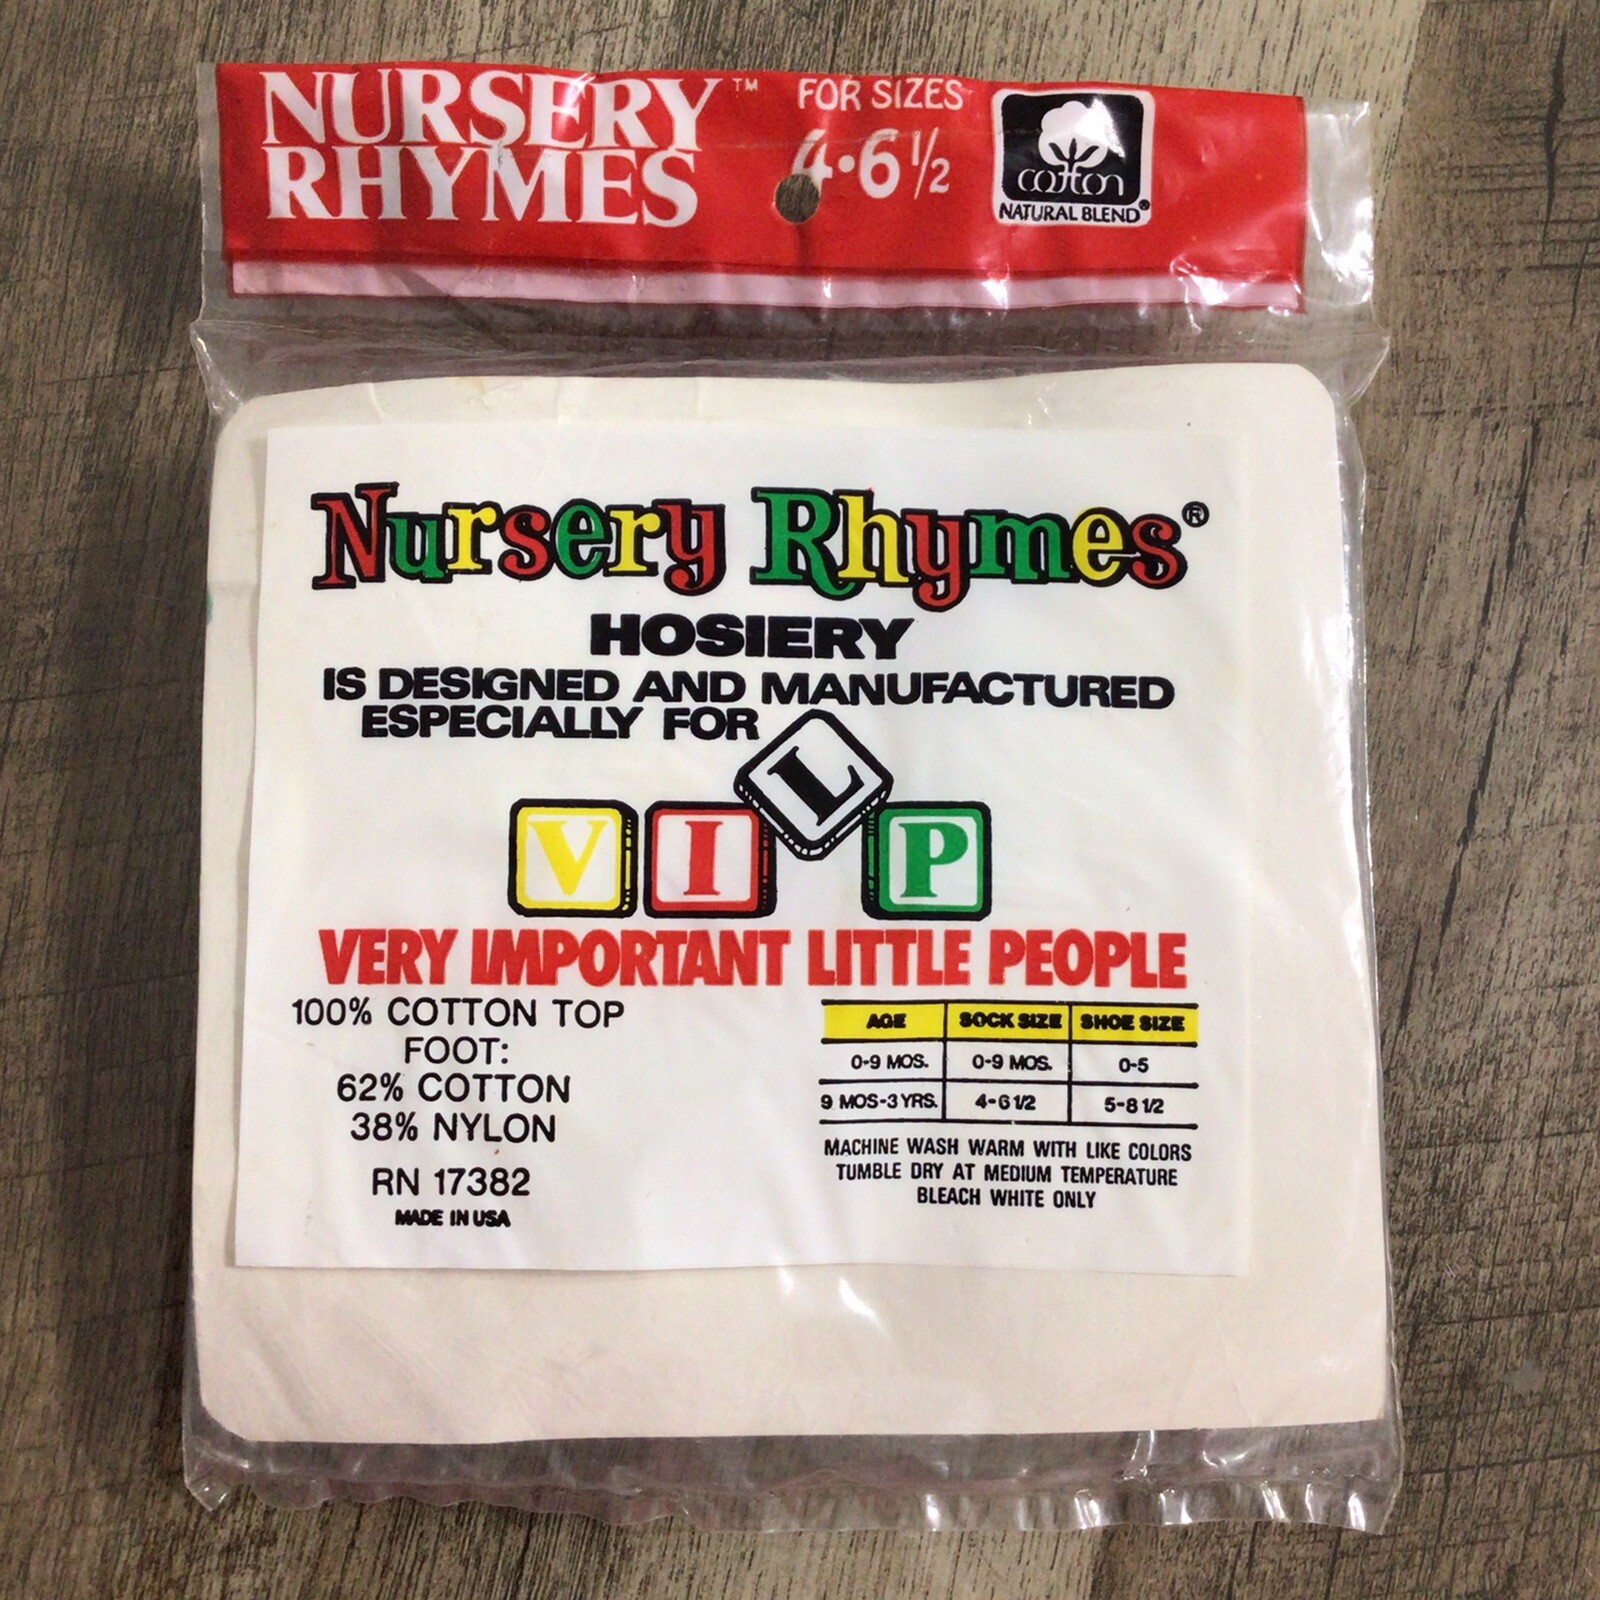 NURSERY™
RHYMES
FOR SIZES
4•6 1/2
cotton
NATURAL BLEND®
Nursery Rhymes®
HOSIERY
IS DESIGNED AND MANUFACTURED
ESPECIALLY FOR
V I L P
VERY IMPORTANT LITTLE PEOPLE
100% COTTON TOP
FOOT:
62% COTTON
38% NYLON
RN 17382
MADE IN USA
AGE SOCK SIZE SHOE SIZE
0-9 MOS. 0-9 MOS. 0-5
9 MOS-3 YRS. 4-6 1/2 5-8 1/2
MACHINE WASH WARM WITH LIKE COLORS
TUMBLE DRY AT MEDIUM TEMPERATURE
BLEACH WHITE ONLY